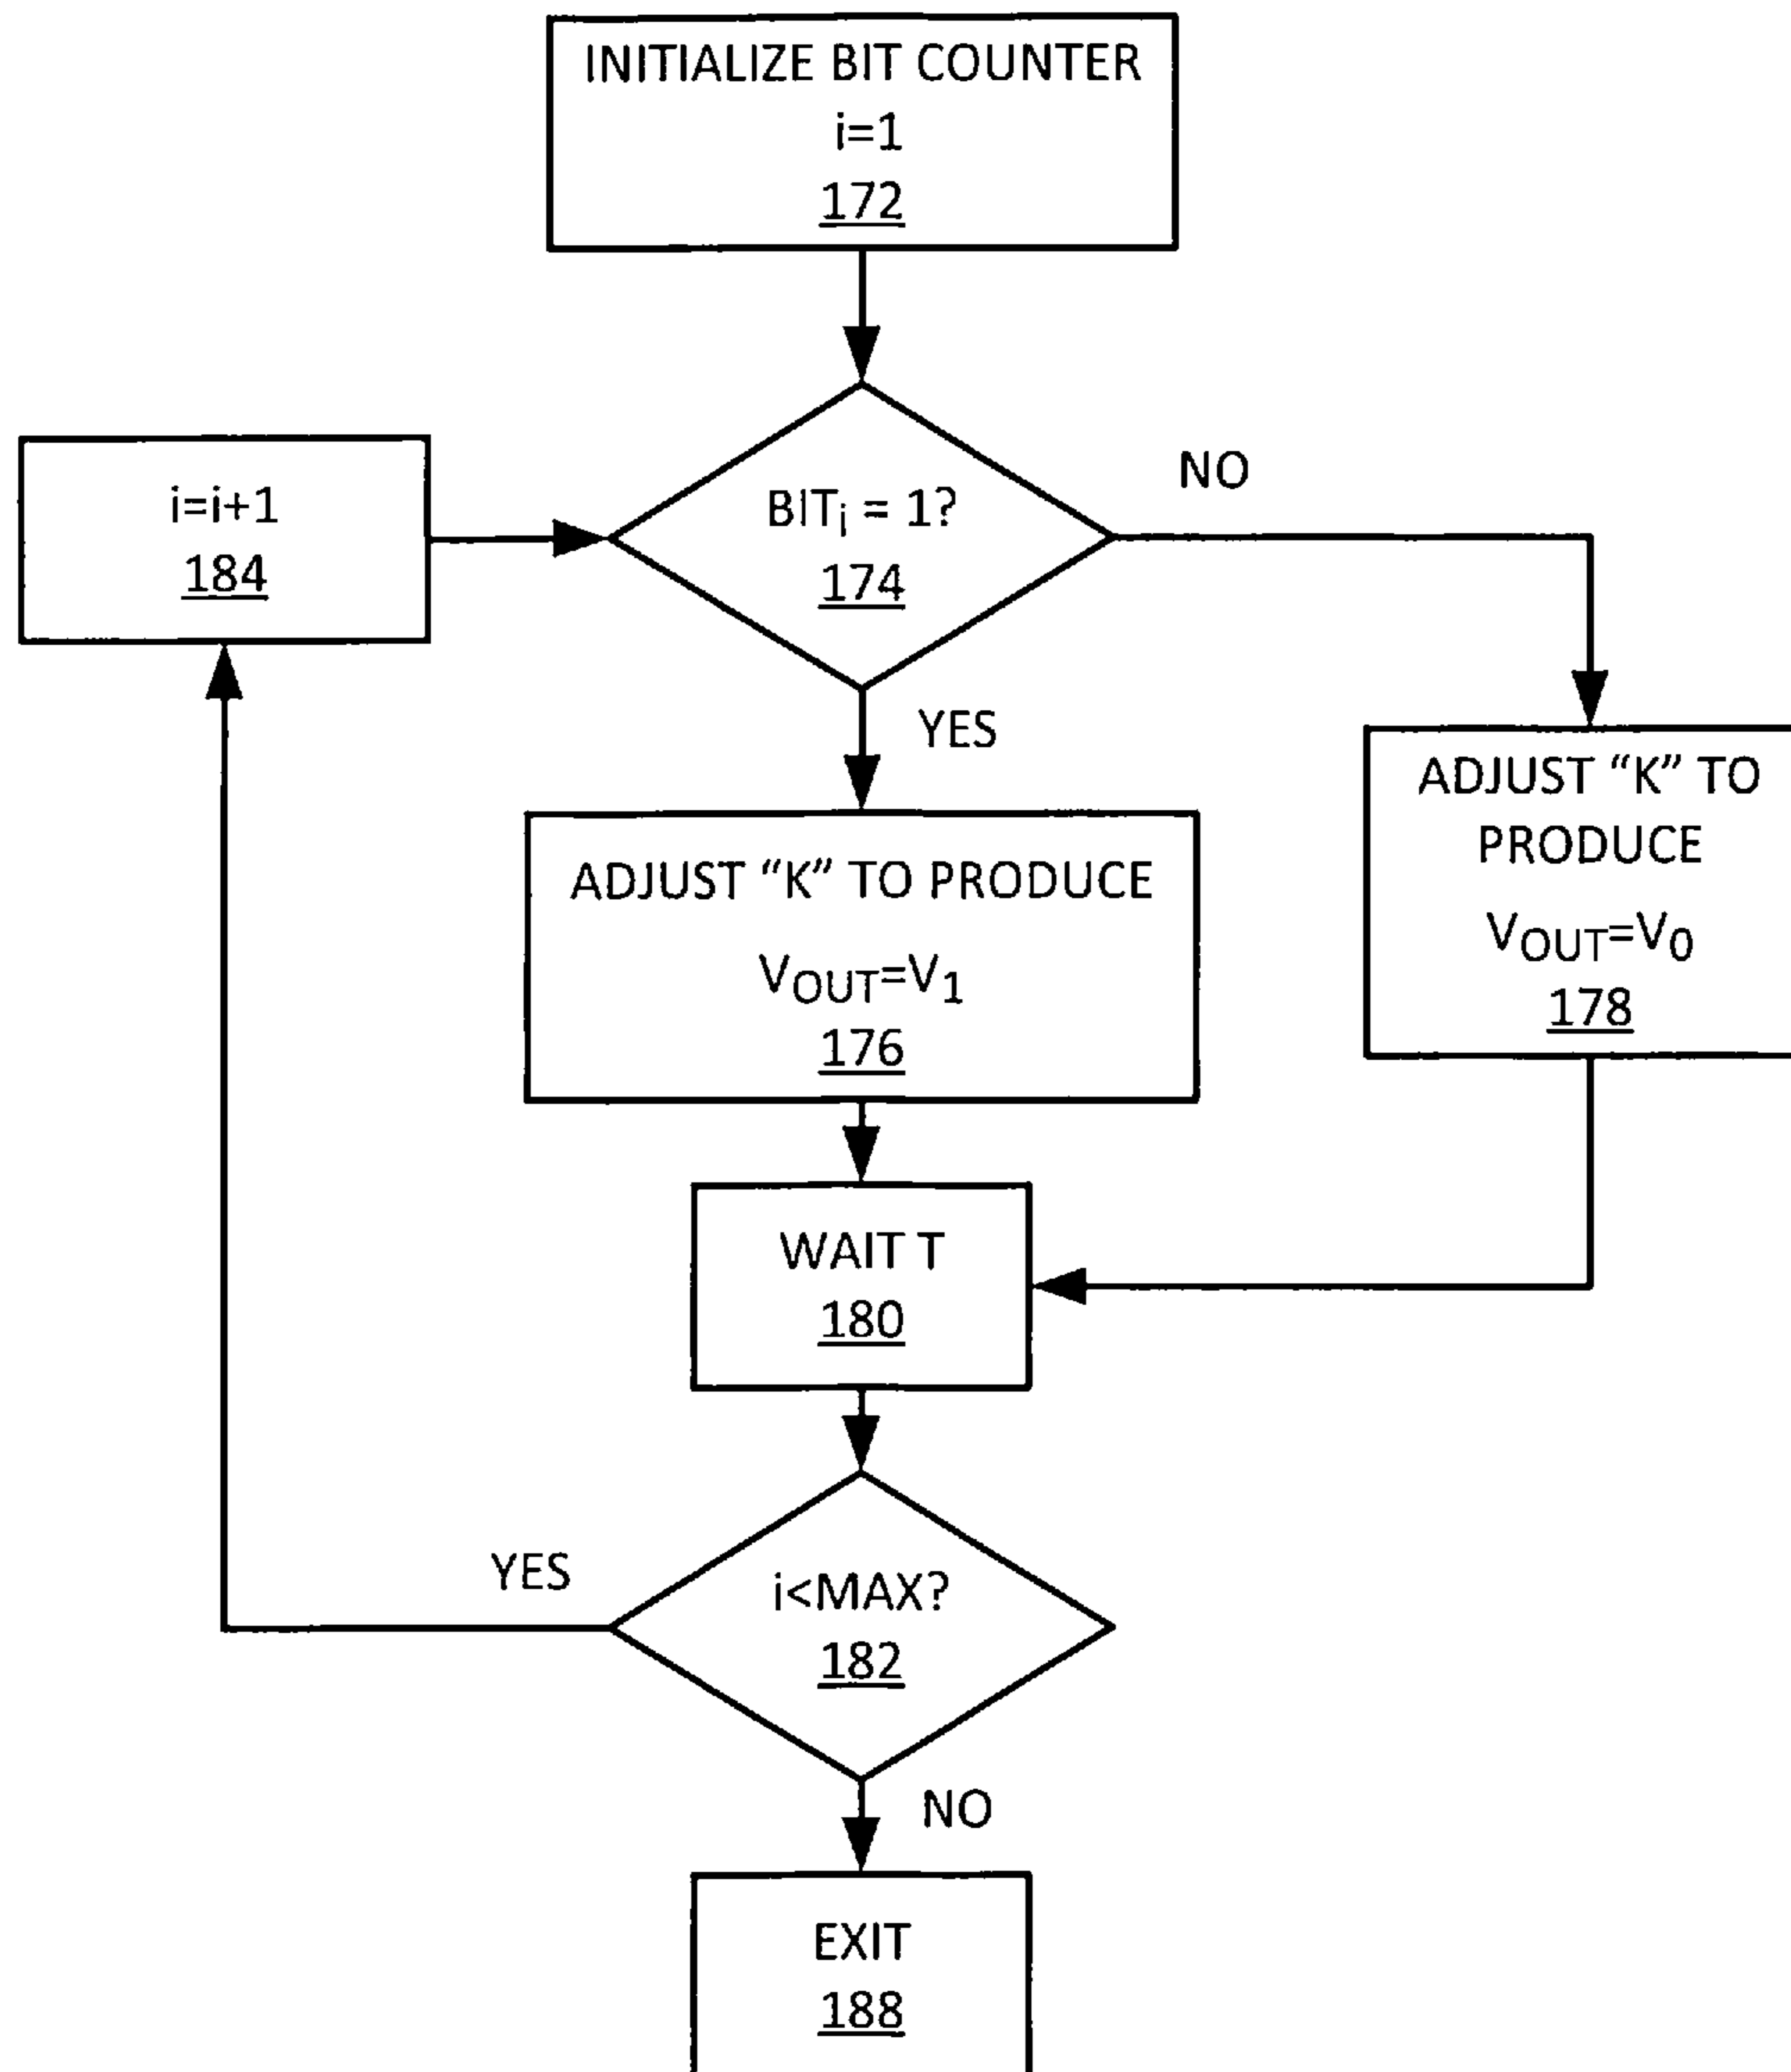 INITIALIZE BIT COUNTER
i=1
172
i=i+1
184
BITi = 1?
174
NO
YES
ADJUST “K” TO
PRODUCE
VOUT=V0
178
ADJUST “K” TO PRODUCE
VOUT=V1
176
WAIT T
180
YES
i<MAX?
182
NO
EXIT
188